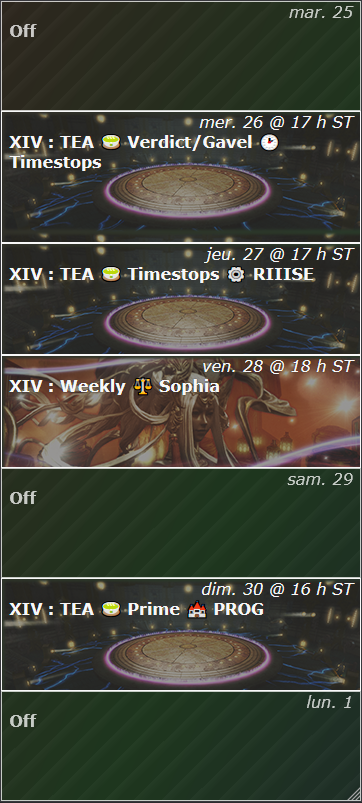 mar. 25
Off
mer. 26 @ 17 h ST
XIV : TEA 🍵 Verdict/Gavel 🕐
Timestops
jeu. 27 @ 17 h ST
XIV : TEA 🍵 Timestops ⚙️ RIIISE
ven. 28 @ 18 h ST
XIV : Weekly ⚖️ Sophia
sam. 29
Off
dim. 30 @ 16 h ST
XIV : TEA 🍵 Prime 🏰 PROG
lun. 1
Off